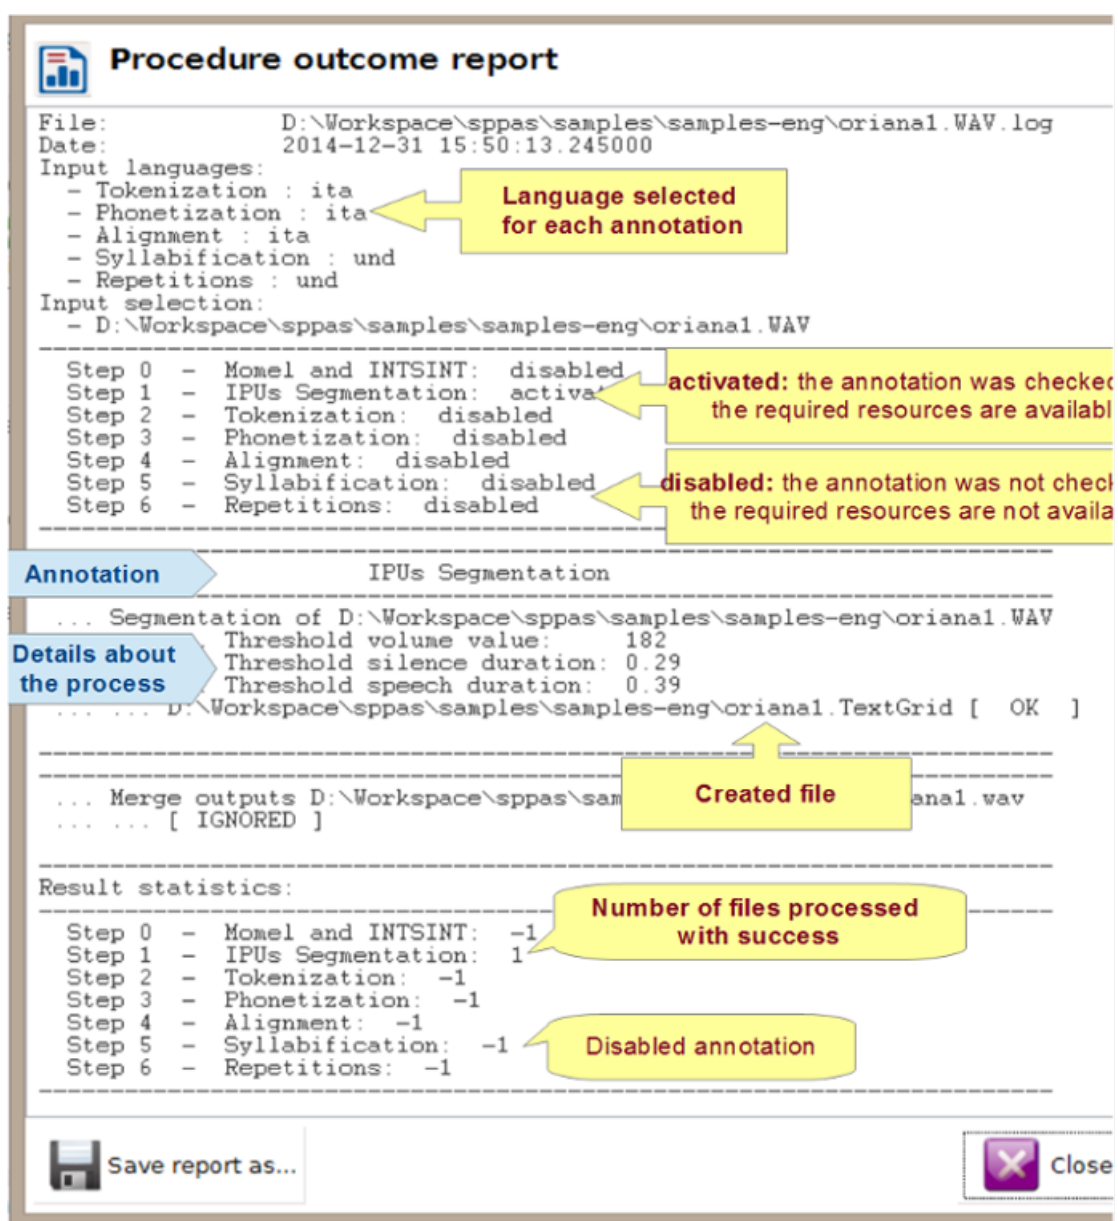 Procedure outcome report
File: D:\Workspace\sppas\samples\samples-eng\oriana1.WAV.log
Date: 2014-12-31 15:50:13.245000
Input languages:
- Tokenization : ita
- Phonetization : ita
- Alignment : ita
- Syllabification : und
- Repetitions : und
Language selected
for each annotation
Input selection:
- D:\Workspace\sppas\samples\samples-eng\oriana1.WAV
Step 0 - Momel and INTSINT: disabled
Step 1 - IPUs Segmentation: activat
Step 2 - Tokenization: disabled
Step 3 - Phonetization: disabled
Step 4 - Alignment: disabled
Step 5 - Syllabification: disabled
Step 6 - Repetitions: disabled
activated: the annotation was checked
the required resources are availabl
disabled: the annotation was not check
the required resources are not availa
Annotation
IPUs Segmentation
... Segmentation of D:\Workspace\sppas\samples\samples-eng\oriana1.WAV
Details about
the process
Threshold volume value: 182
Threshold silence duration: 0.29
Threshold speech duration: 0.39
... ... D:\Workspace\sppas\samples\samples-eng\oriana1.TextGrid [ OK ]
Created file
... Merge outputs D:\Workspace\sppas\sam ana1.wav
... ... [ IGNORED ]
Result statistics:
Number of files processed
with success
Step 0 - Momel and INTSINT: -1
Step 1 - IPUs Segmentation: 1
Step 2 - Tokenization: -1
Step 3 - Phonetization: -1
Step 4 - Alignment: -1
Step 5 - Syllabification: -1
Step 6 - Repetitions: -1
Disabled annotation
Save report as...
Close